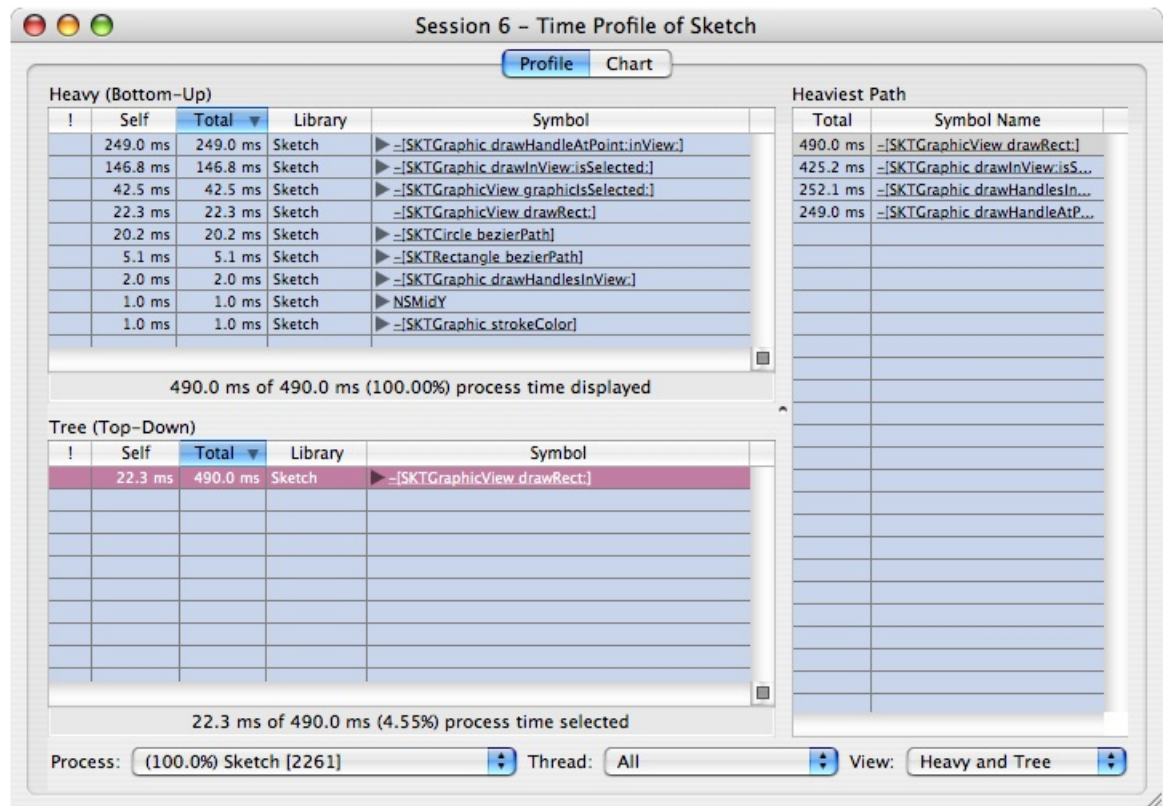 Session 6 – Time Profile of Sketch
Profile Chart
Heavy (Bottom-Up)
! Self Total Library Symbol
249.0 ms 249.0 ms Sketch -[SKTGraphic drawHandleAtPoint:inView:]
146.8 ms 146.8 ms Sketch -[SKTGraphic drawInView:isSelected:]
42.5 ms 42.5 ms Sketch -[SKTGraphicView graphicIsSelected:]
22.3 ms 22.3 ms Sketch -[SKTGraphicView drawRect:]
20.2 ms 20.2 ms Sketch -[SKTCircle bezierPath]
5.1 ms 5.1 ms Sketch -[SKTRectangle bezierPath]
2.0 ms 2.0 ms Sketch -[SKTGraphic drawHandlesInView:]
1.0 ms 1.0 ms Sketch NSMidY
1.0 ms 1.0 ms Sketch -[SKTGraphic strokeColor]
490.0 ms of 490.0 ms (100.00%) process time displayed
Tree (Top-Down)
! Self Total Library Symbol
22.3 ms 490.0 ms Sketch -[SKTGraphicView drawRect:]
22.3 ms of 490.0 ms (4.55%) process time selected
Heaviest Path
Total Symbol Name
490.0 ms -[SKTGraphicView drawRect:]
425.2 ms -[SKTGraphic drawInView:isS...
252.1 ms -[SKTGraphic drawHandlesIn...
249.0 ms -[SKTGraphic drawHandleAtP...
Process: (100.0%) Sketch [2261] Thread: All View: Heavy and Tree